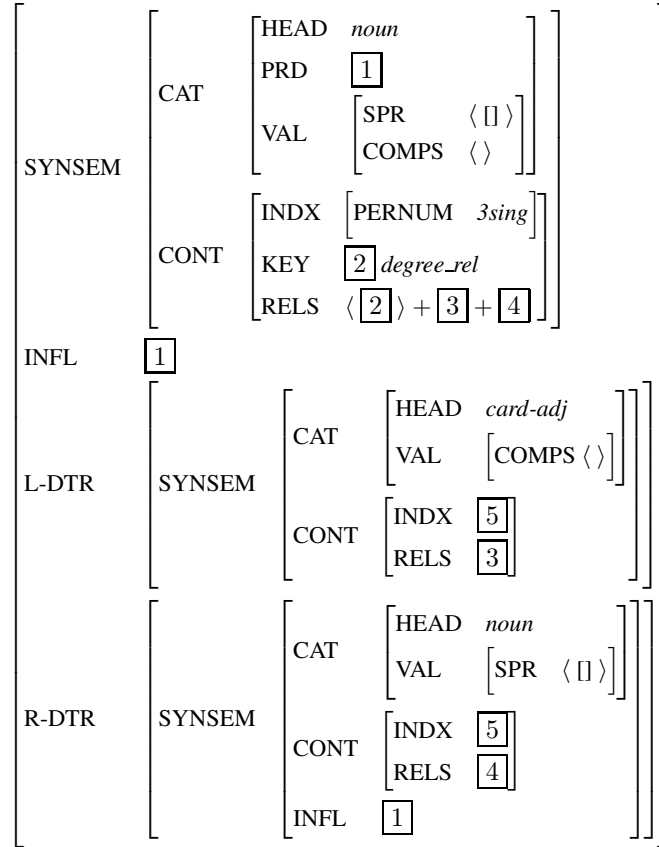 HEAD noun
PRD 1
CAT
VAL SPR ⟨ [] ⟩
COMPS ⟨ ⟩
SYNSEM
INDX [PERNUM 3sing]
CONT KEY 2 degree_rel
RELS ⟨ 2 ⟩ + 3 + 4
INFL 1
HEAD card-adj
CAT
VAL [COMPS ⟨ ⟩]
L-DTR SYNSEM
INDX 5
CONT
RELS 3
HEAD noun
CAT
VAL [SPR ⟨ [] ⟩]
R-DTR SYNSEM
INDX 5
CONT
RELS 4
INFL 1